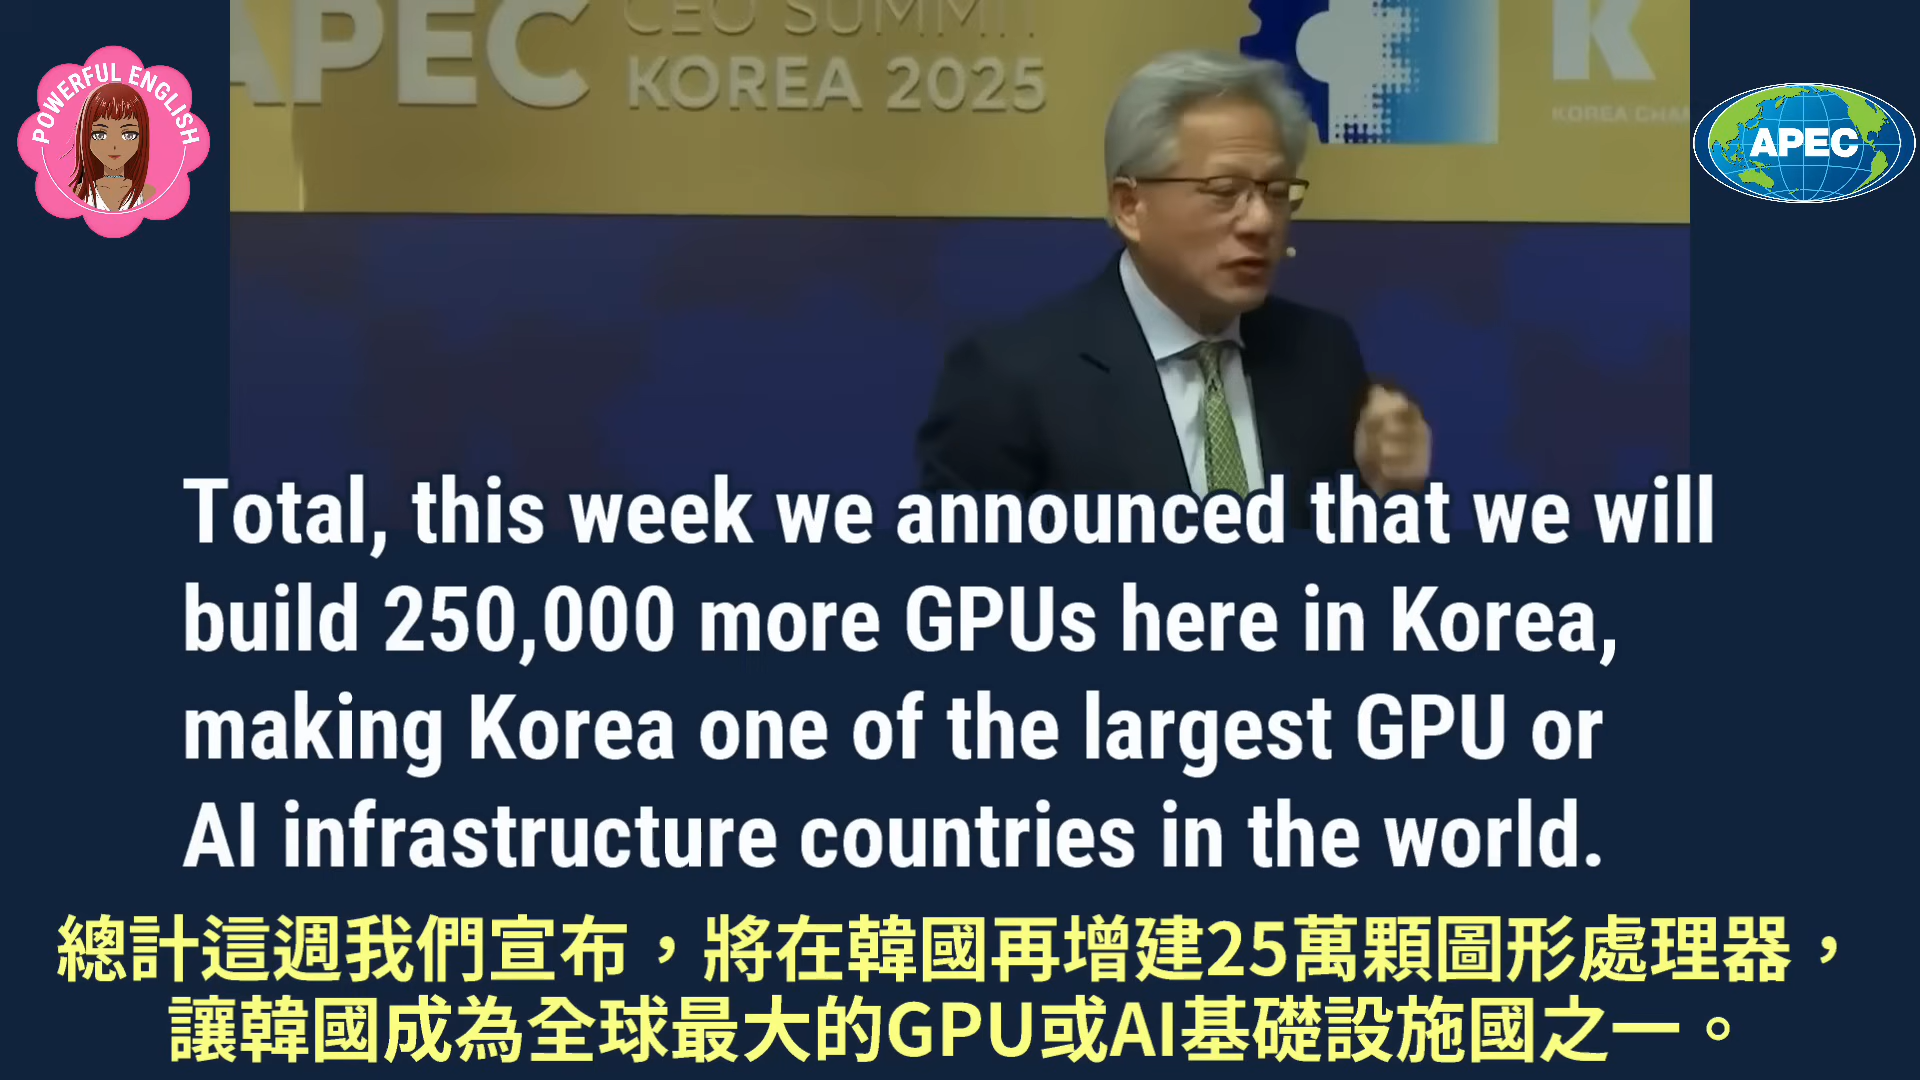 APEC CEO SUMMIT
KOREA 2025
K
KOREA CHAM
POWERFUL ENGLISH
APEC
Total, this week we announced that we will
build 250,000 more GPUs here in Korea,
making Korea one of the largest GPU or
AI infrastructure countries in the world.
總計這週我們宣布，將在韓國再增建25萬顆圖形處理器，
讓韓國成為全球最大的GPU或AI基礎設施國之一。